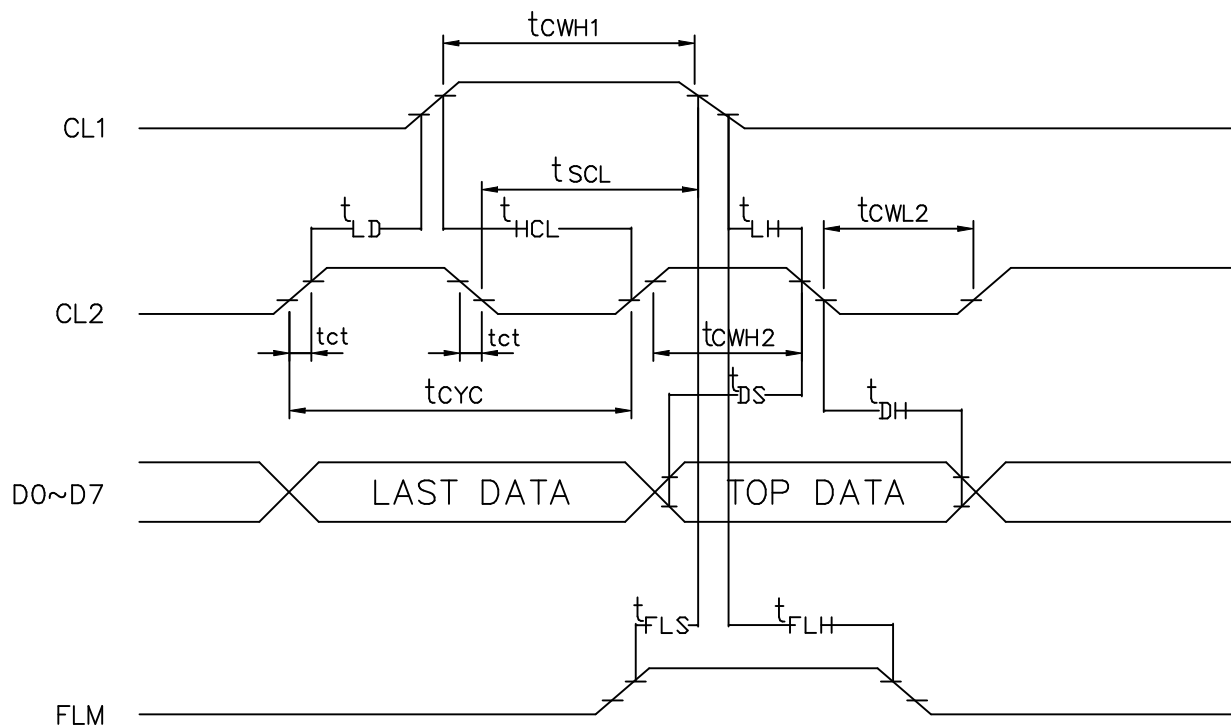 tCWH1
CL1
tSCL
tLD
tHCL
tLH
tCWL2
CL2
tct
tct
tCWH2
tCYC
tDS
tDH
D0~D7
LAST DATA
TOP DATA
tFLS
tFLH
FLM